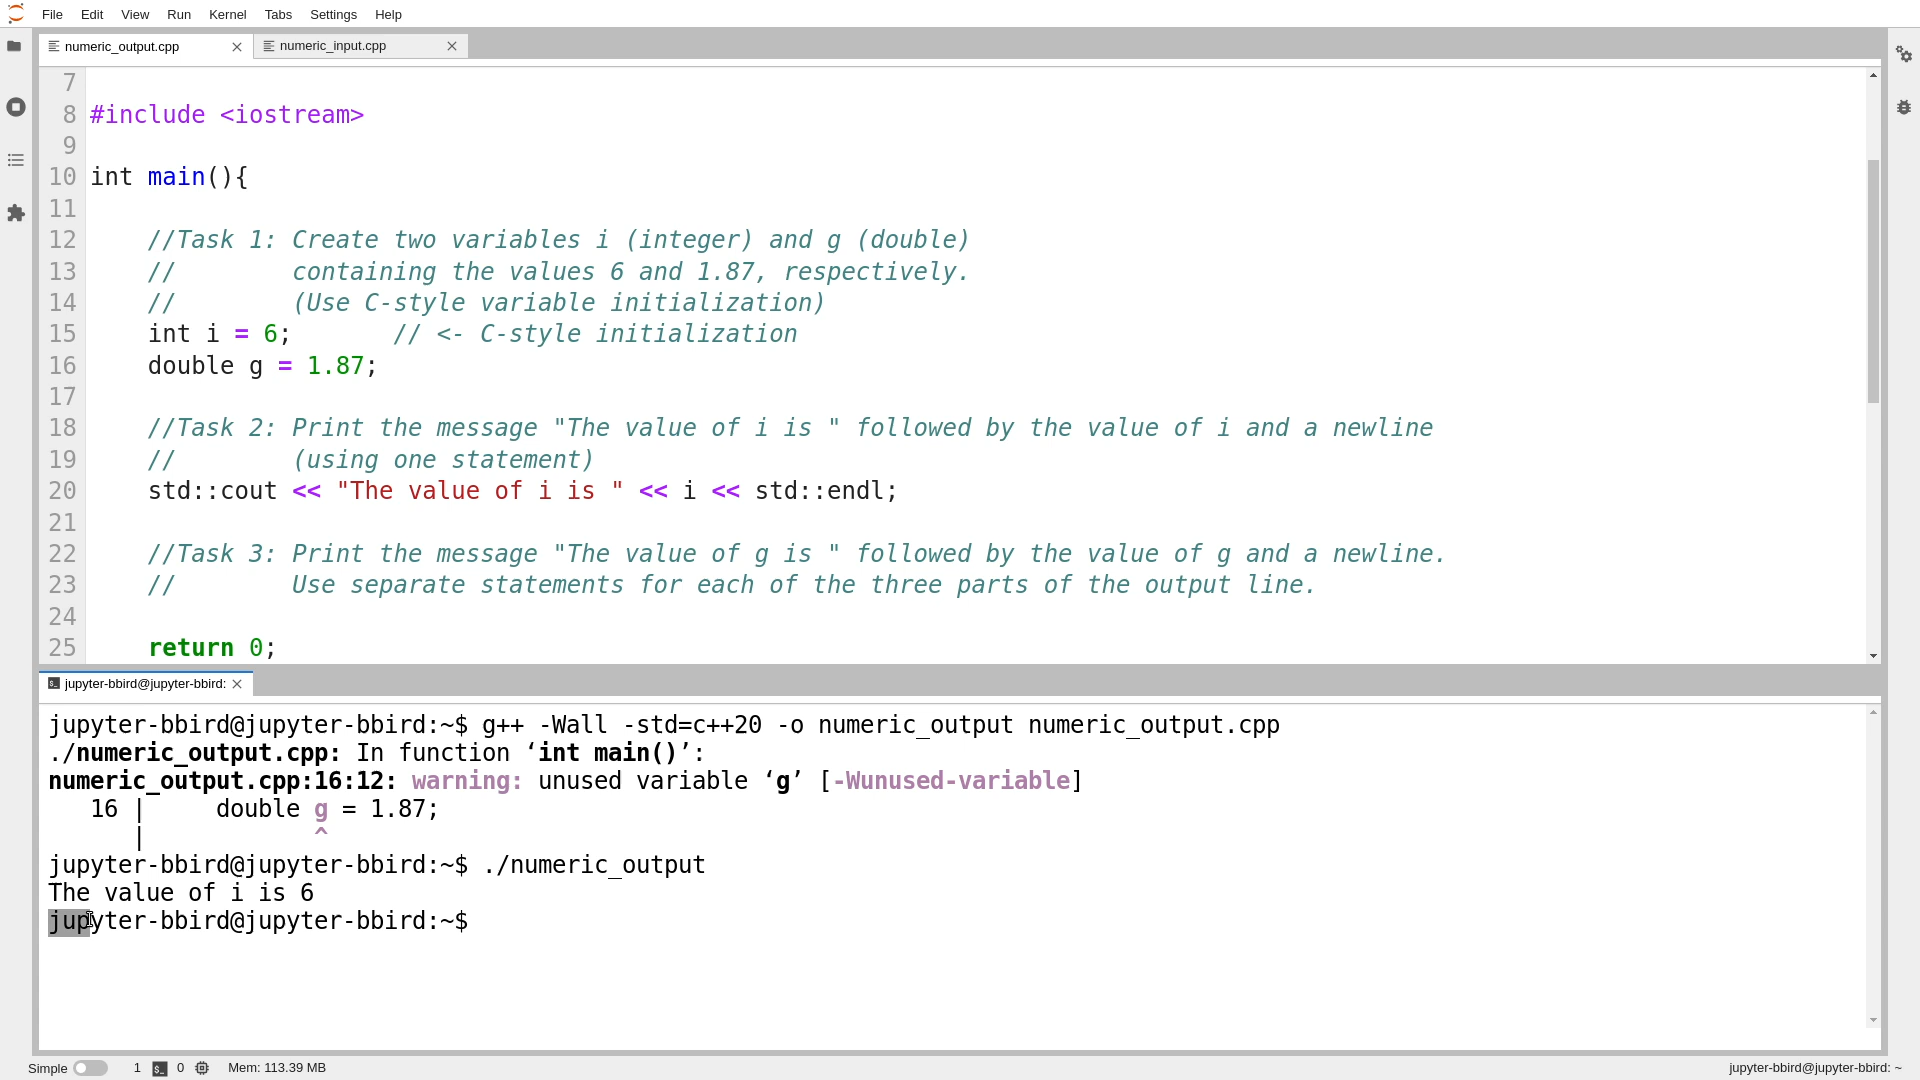 File Edit View Run Kernel Tabs Settings Help
numeric_output.cpp numeric_input.cpp
7
8 #include <iostream>
9
10 int main(){
11
12 //Task 1: Create two variables i (integer) and g (double)
13 // containing the values 6 and 1.87, respectively.
14 // (Use C-style variable initialization)
15 int i = 6; // <- C-style initialization
16 double g = 1.87;
17
18 //Task 2: Print the message "The value of i is " followed by the value of i and a newline
19 // (using one statement)
20 std::cout << "The value of i is " << i << std::endl;
21
22 //Task 3: Print the message "The value of g is " followed by the value of g and a newline.
23 // Use separate statements for each of the three parts of the output line.
24
25 return 0;
jupyter-bbird@jupyter-bbird:
jupyter-bbird@jupyter-bbird:~$ g++ -Wall -std=c++20 -o numeric_output numeric_output.cpp
./numeric_output.cpp: In function ‘int main()’:
numeric_output.cpp:16:12: warning: unused variable ‘g’ [-Wunused-variable]
16 | double g = 1.87;
| ^
jupyter-bbird@jupyter-bbird:~$ ./numeric_output
The value of i is 6
jupyter-bbird@jupyter-bbird:~$
Simple 1 0 Mem: 113.39 MB jupyter-bbird@jupyter-bbird: ~